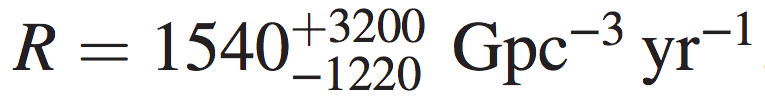 R = 1540^{+3200}_{-1220} Gpc^{-3} yr^{-1}